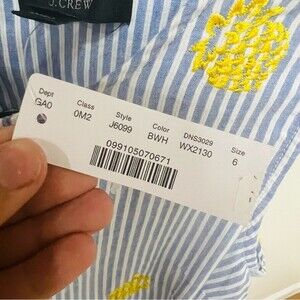 J.CREW
Dept Class Style Color DNS3029 Size
GA0 0M2 J6099 BWH WX2130 6
099105070671